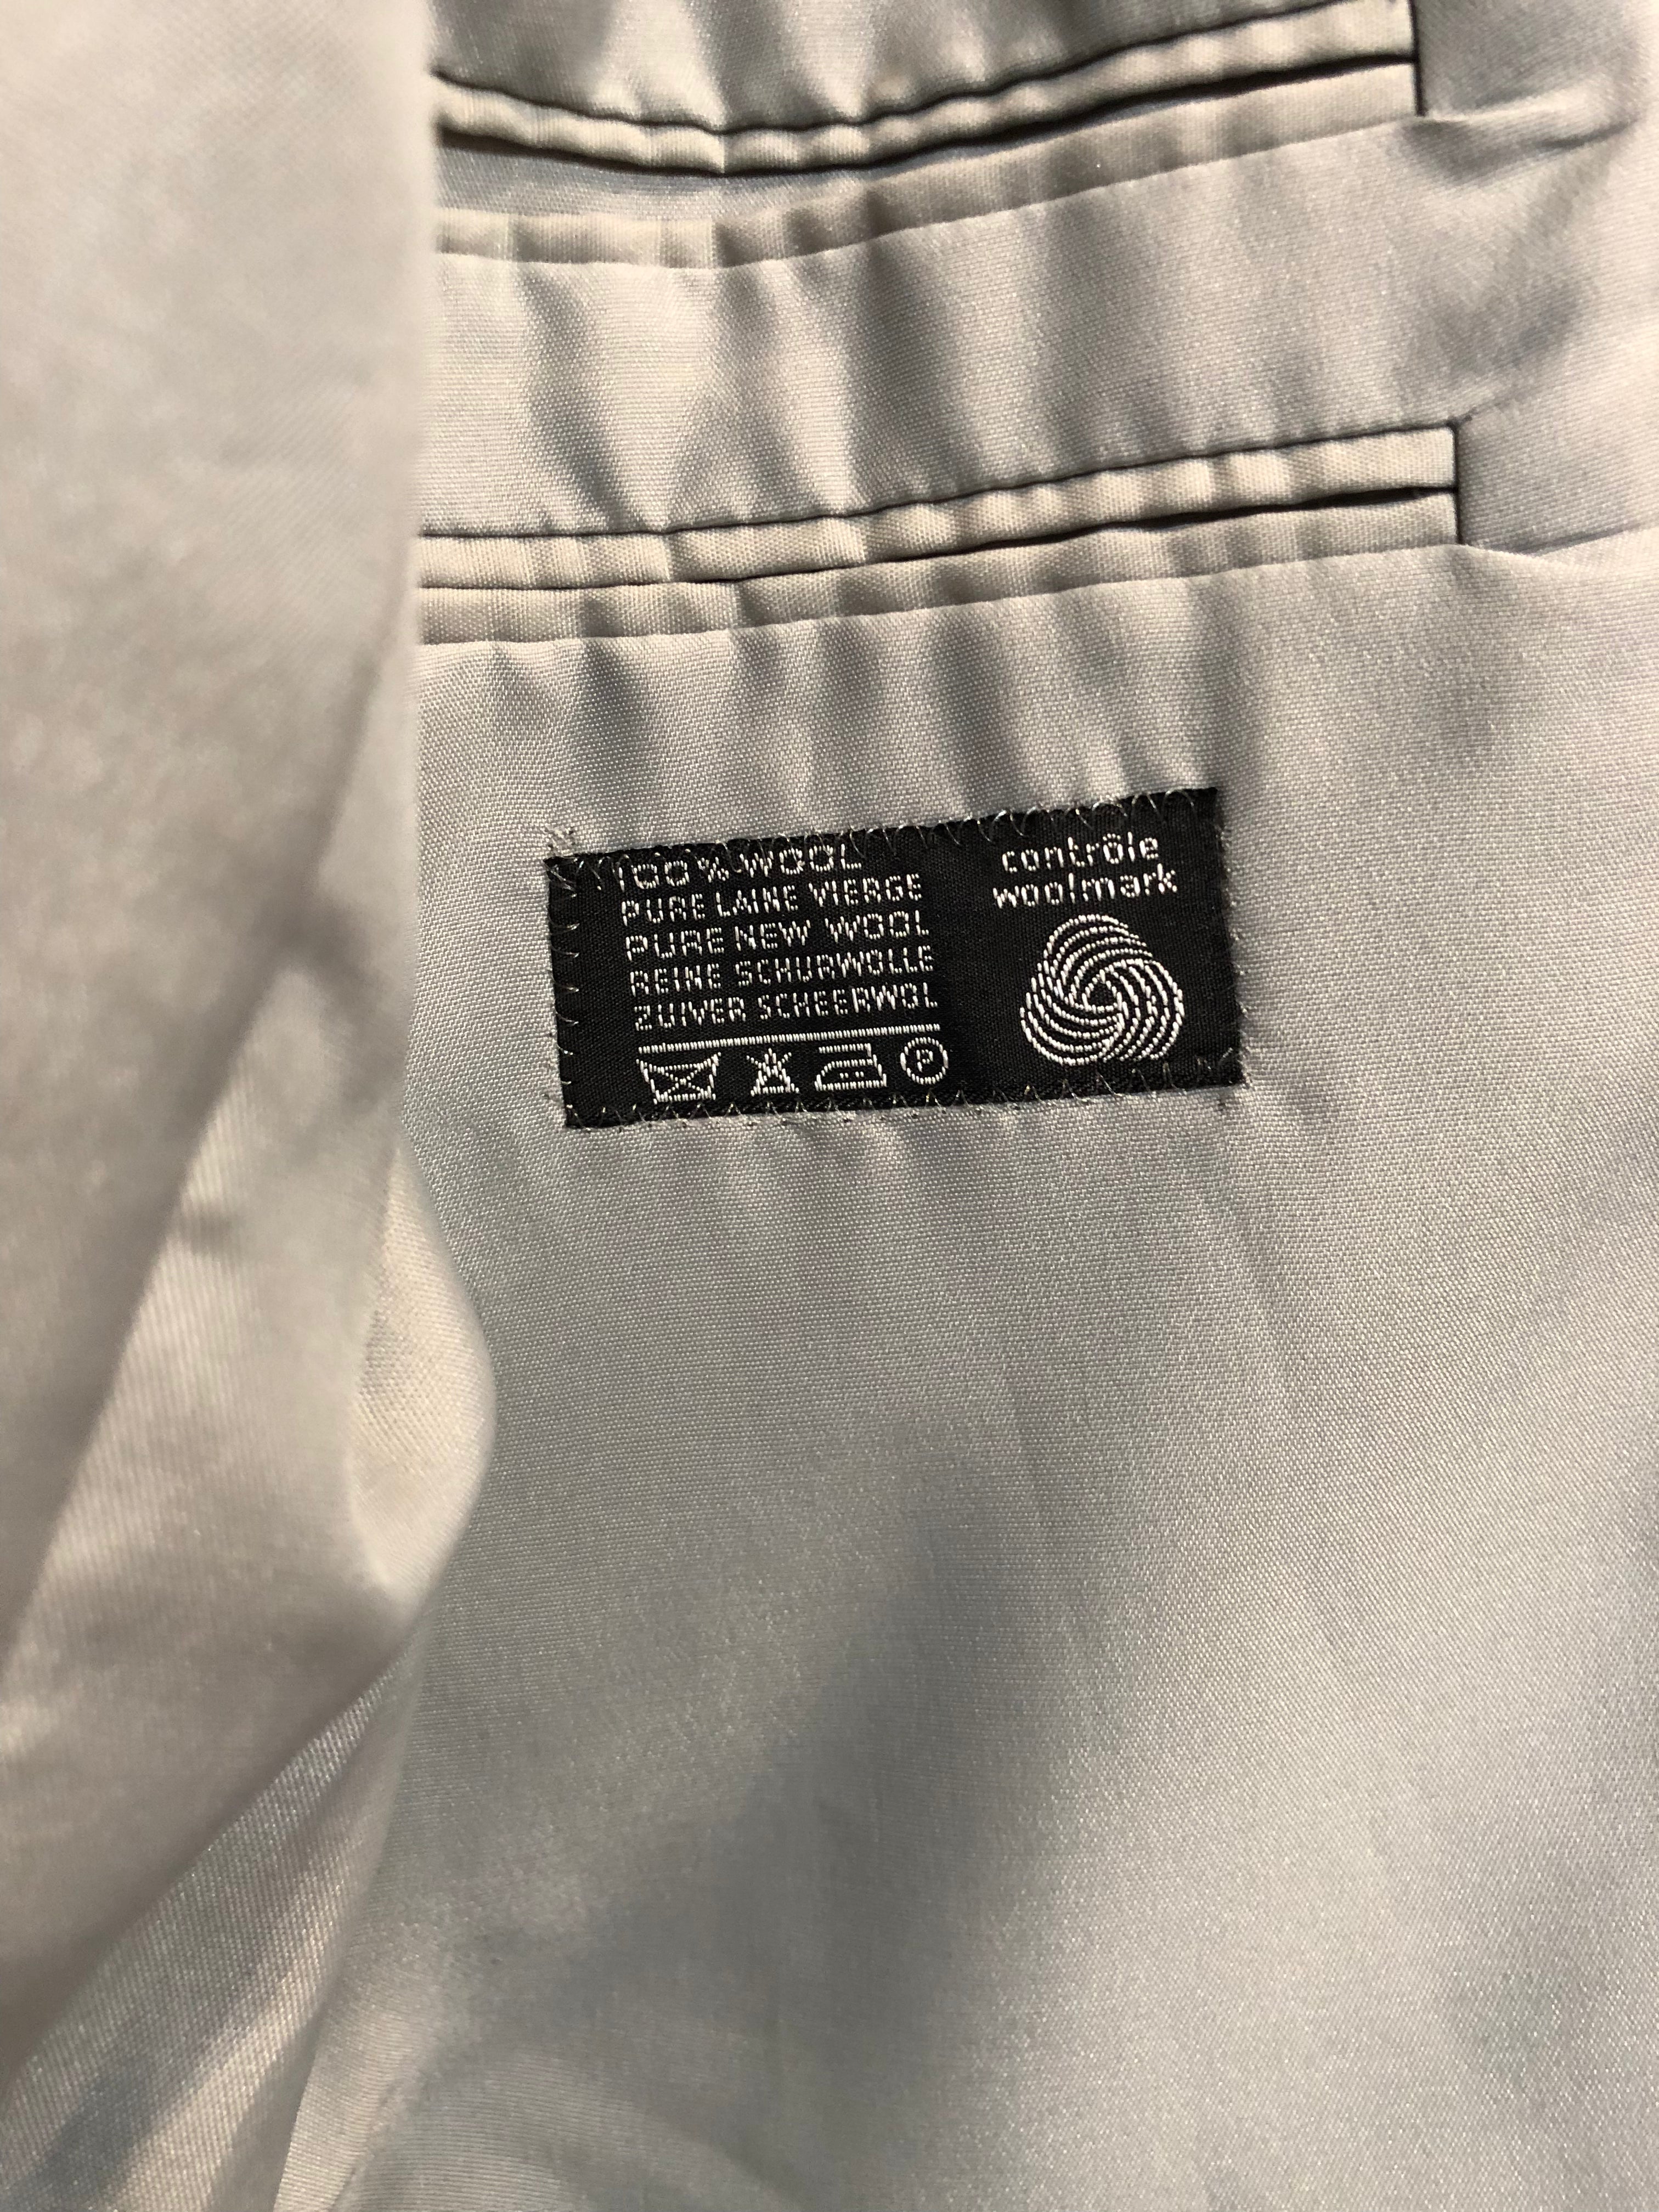 100% WOOL
PURE LAINE VIERGE
PURE NEW WOOL
REINE SCHURWOLLE
ZUIVER SCHEERWOL
contrôle
woolmark
P